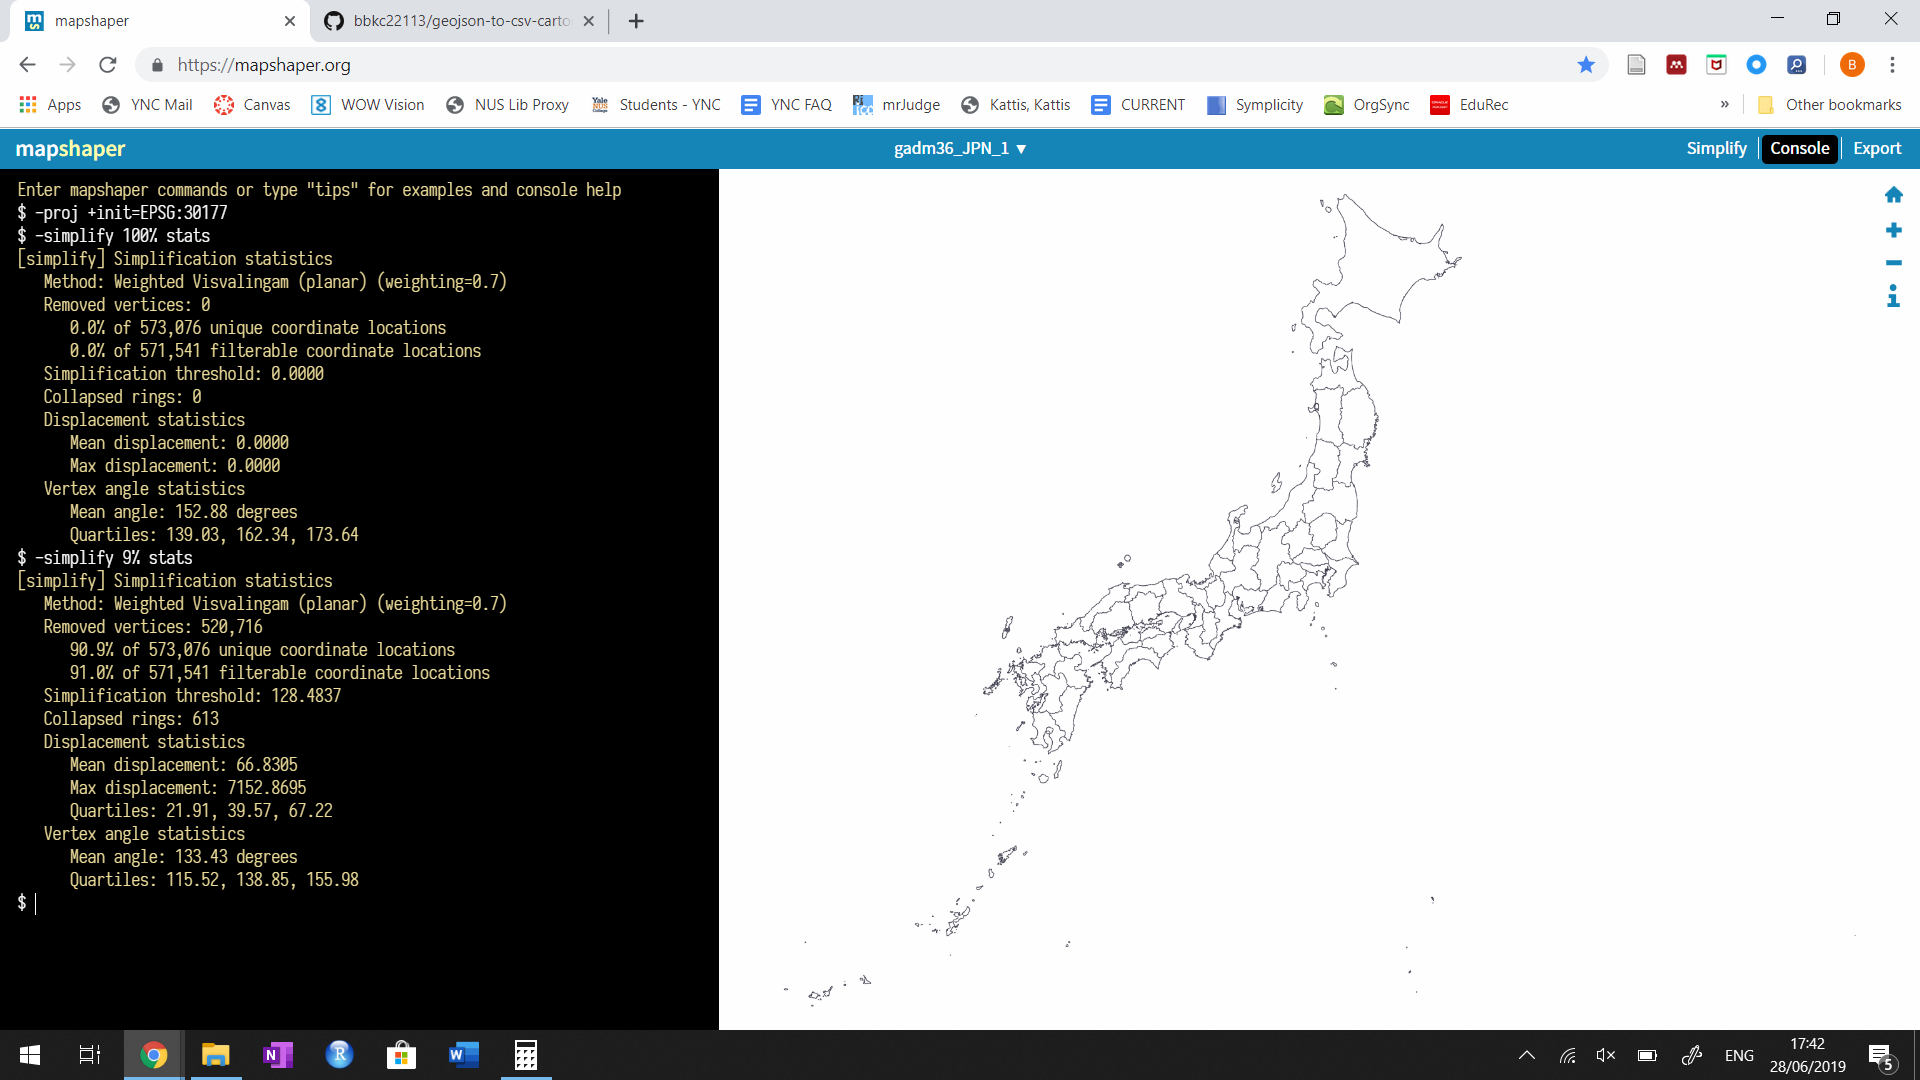 mapshaper
bbkc22113/geojson-to-csv-carto
https://mapshaper.org
B
Apps
YNC Mail
Canvas
WOW Vision
NUS Lib Proxy
Students - YNC
YNC FAQ
mrJudge
Kattis, Kattis
CURRENT
Symplicity
OrgSync
EduRec
»
Other bookmarks
mapshaper
gadm36_JPN_1 ▼
Simplify
Console
Export
Enter mapshaper commands or type "tips" for examples and console help
$ -proj +init=EPSG:30177
$ -simplify 100% stats
[simplify] Simplification statistics
Method: Weighted Visvalingam (planar) (weighting=0.7)
Removed vertices: 0
0.0% of 573,076 unique coordinate locations
0.0% of 571,541 filterable coordinate locations
Simplification threshold: 0.0000
Collapsed rings: 0
Displacement statistics
Mean displacement: 0.0000
Max displacement: 0.0000
Vertex angle statistics
Mean angle: 152.88 degrees
Quartiles: 139.03, 162.34, 173.64
$ -simplify 9% stats
[simplify] Simplification statistics
Method: Weighted Visvalingam (planar) (weighting=0.7)
Removed vertices: 520,716
90.9% of 573,076 unique coordinate locations
91.0% of 571,541 filterable coordinate locations
Simplification threshold: 128.4837
Collapsed rings: 613
Displacement statistics
Mean displacement: 66.8305
Max displacement: 7152.8695
Quartiles: 21.91, 39.57, 67.22
Vertex angle statistics
Mean angle: 133.43 degrees
Quartiles: 115.52, 138.85, 155.98
$
ENG
17:42
28/06/2019
5